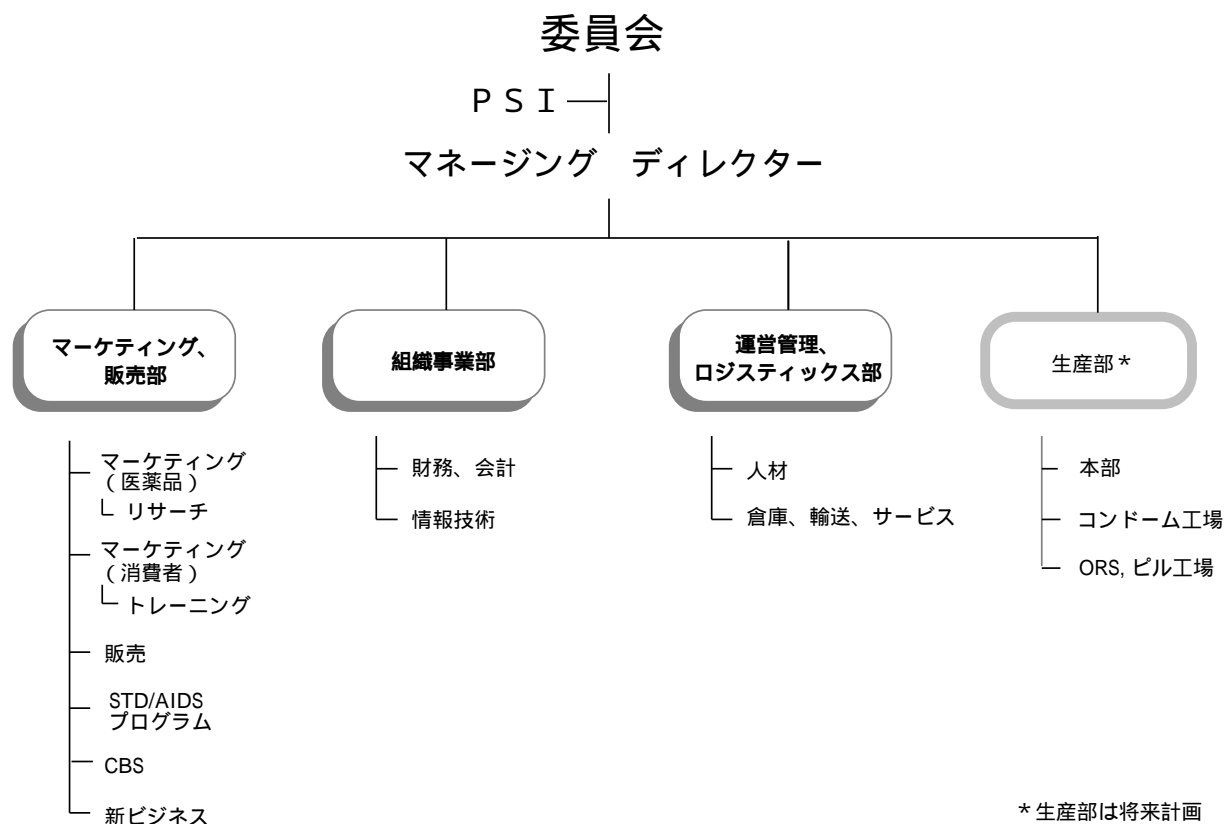 委員会
ＰＳＩ
マネージング　ディレクター
マーケティング、
販売部
組織事業部
運営管理、
ロジスティックス部
生産部＊
マーケティング
（医薬品）
リサーチ
マーケティング
（消費者）
トレーニング
販売
STD/AIDS
プログラム
CBS
新ビジネス
財務、会計
情報技術
人材
倉庫、輸送、サービス
本部
コンドーム工場
ORS, ピル工場
＊生産部は将来計画